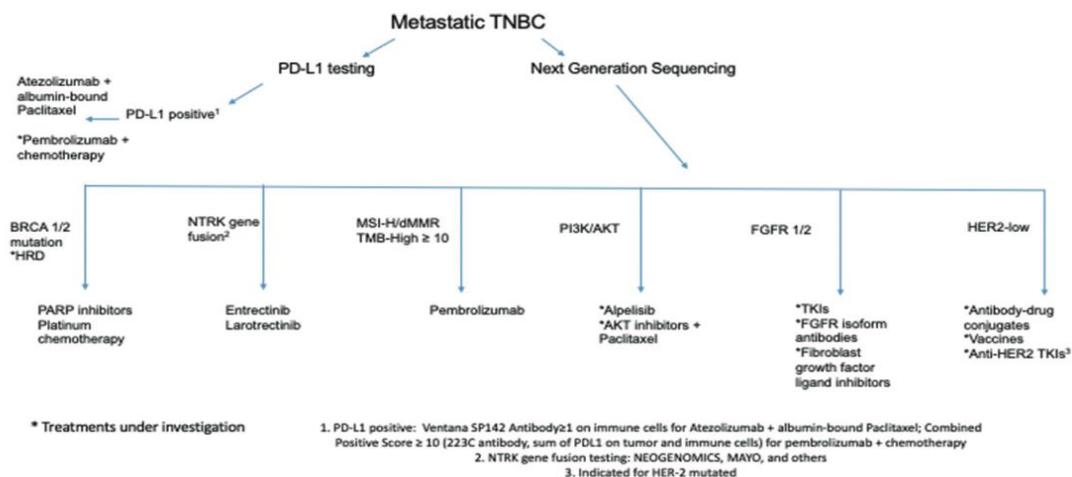 Metastatic TNBC
PD-L1 testing
Next Generation Sequencing
Atezolizumab +
albumin-bound
Paclitaxel
PD-L1 positive¹
*Pembrolizumab +
chemotherapy
BRCA 1/2
mutation
*HRD
NTRK gene
fusion²
MSI-H/dMMR
TMB-High ≥ 10
PI3K/AKT
FGFR 1/2
HER2-low
PARP inhibitors
Platinum
chemotherapy
Entrectinib
Larotrectinib
Pembrolizumab
*Alpelisib
*AKT inhibitors +
Paclitaxel
*TKIs
*FGFR isoform
antibodies
*Fibroblast
growth factor
ligand inhibitors
*Antibody-drug
conjugates
*Vaccines
*Anti-HER2 TKIs³
* Treatments under investigation
1. PD-L1 positive: Ventana SP142 Antibody≥1 on immune cells for Atezolizumab + albumin-bound Paclitaxel; Combined
Positive Score ≥ 10 (223C antibody, sum of PDL1 on tumor and immune cells) for pembrolizumab + chemotherapy
2. NTRK gene fusion testing: NEOGENOMICS, MAYO, and others
3. Indicated for HER-2 mutated